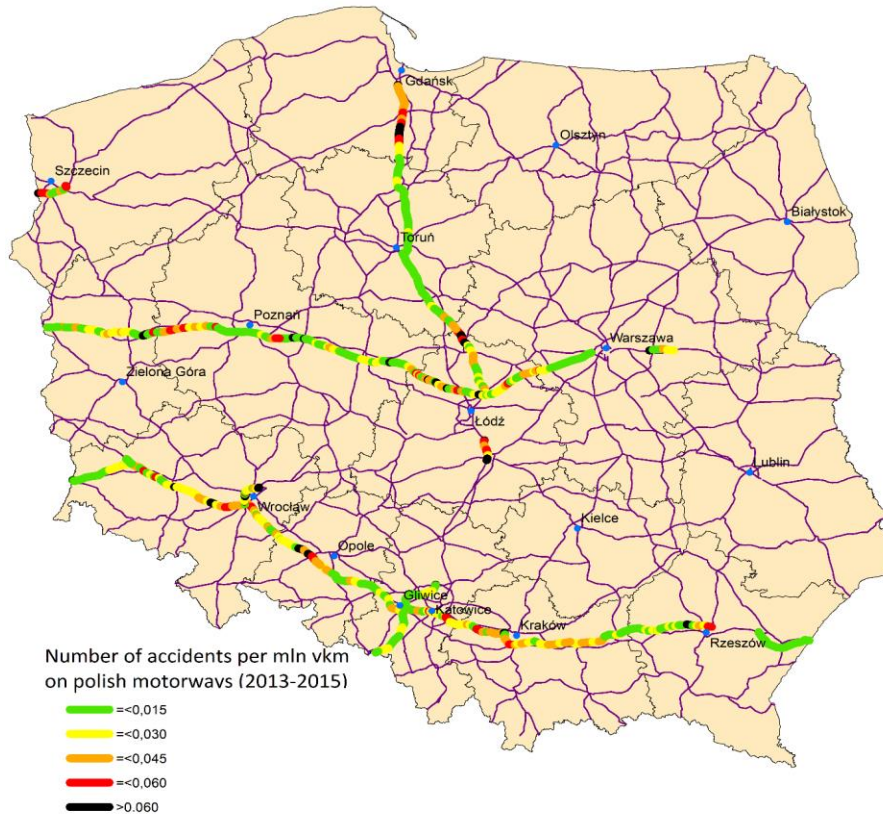 Gdańsk
Olsztyn
Szczecin
Białystok
Toruń
Poznań
Warszawa
Zielona Góra
Łódź
Lublin
Wrocław
Kielce
Opole
Gliwice
Katowice
Kraków
Rzeszów
Number of accidents per mln vkm
on polish motorways (2013-2015)
=<0,015
=<0,030
=<0,045
=<0,060
>0.060